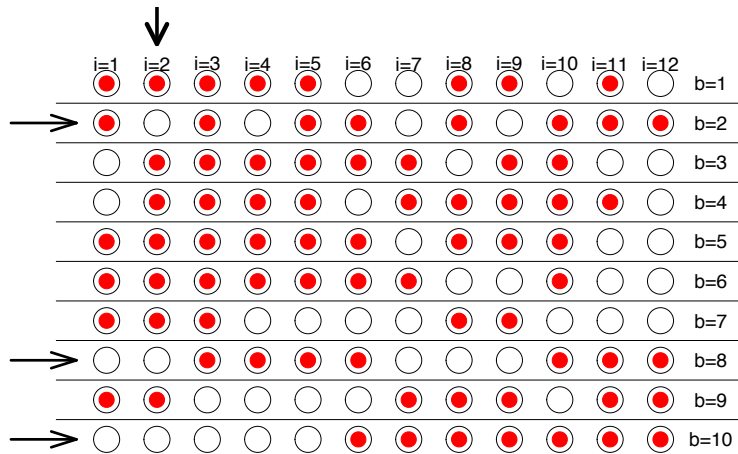 i=1 i=2 i=3 i=4 i=5 i=6 i=7 i=8 i=9 i=10 i=11 i=12
b=1
b=2
b=3
b=4
b=5
b=6
b=7
b=8
b=9
b=10